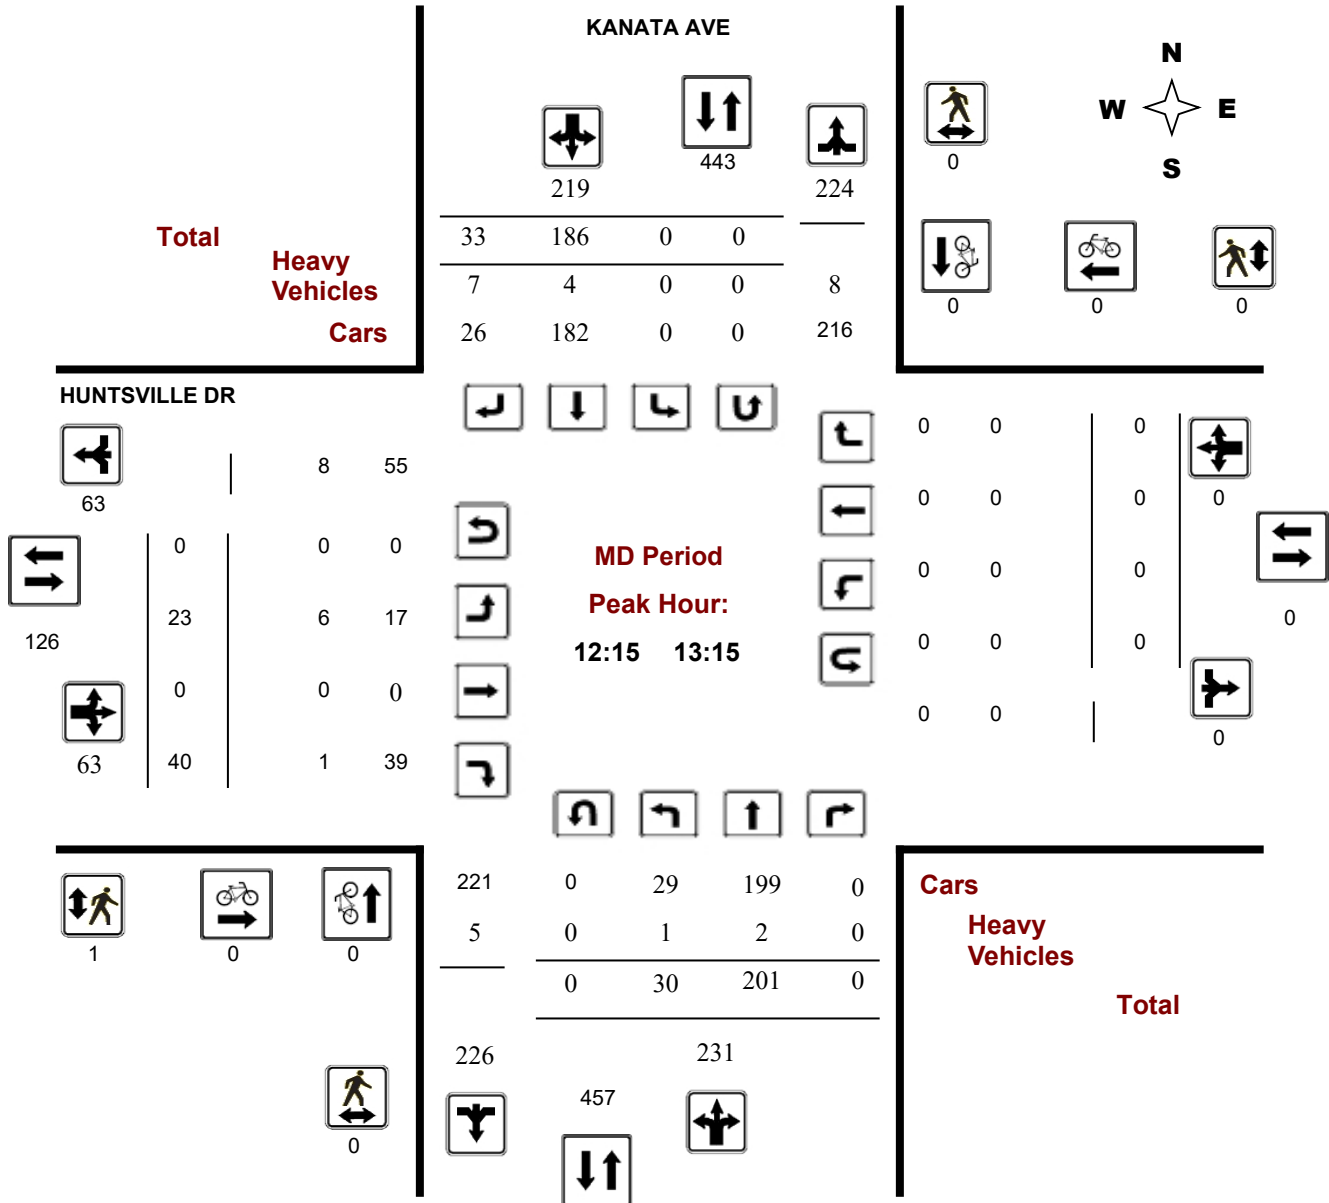 KANATA AVE
N
W E
S
443
219
224
0
Total
33 186 0 0
Heavy
Vehicles
7 4 0 0 8
Cars
26 182 0 0 216
0 0 0
HUNTSVILLE DR
0 0 0
8 55
63
0 0 0
0
0 0 0
MD Period
0 0 0
23 6 17
Peak Hour:
0
126
12:15 13:15
0 0 0
0 0 0
0 0
0
63
40 1 39
221 0 29 199 0
Cars
5 0 1 2 0
Heavy
Vehicles
1 0 0
0 30 201 0
Total
226
231
457
0